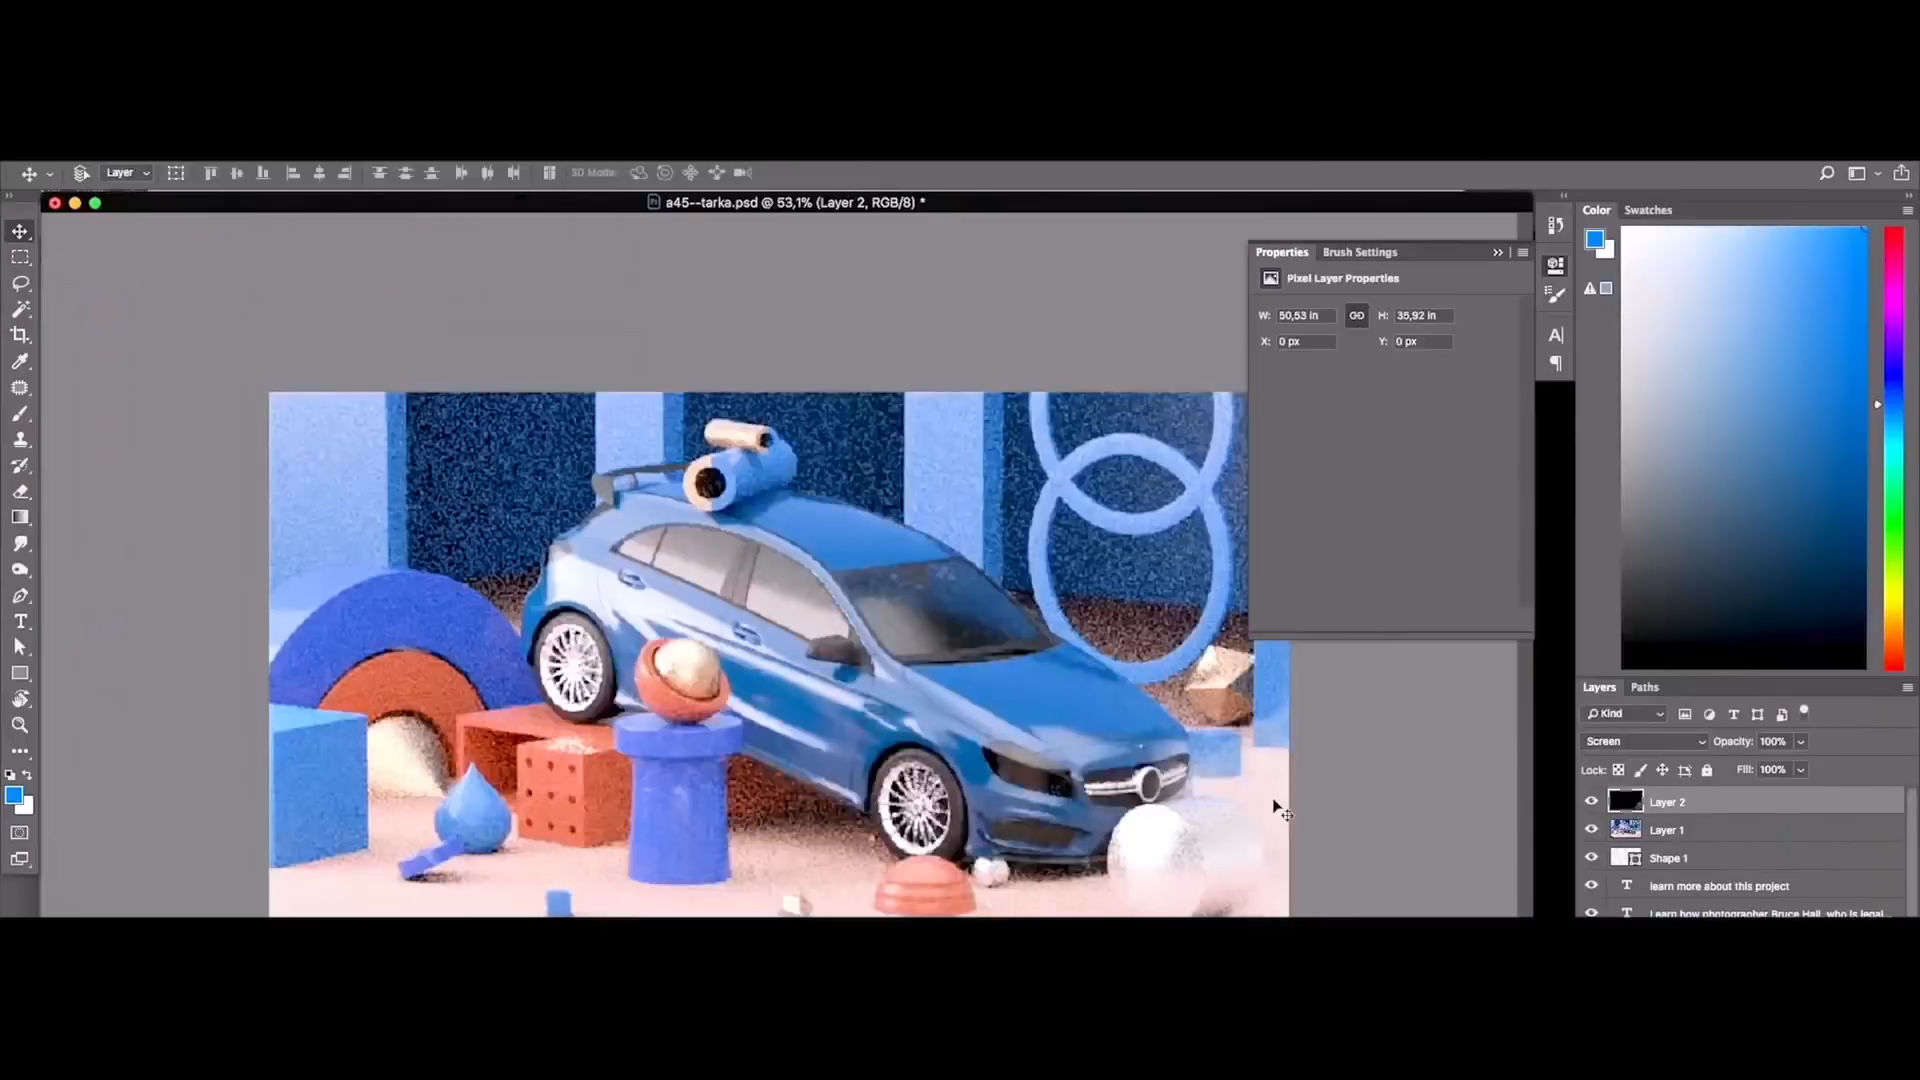 Layer
3D Mode:
a45--tarka.psd @ 53,1% (Layer 2, RGB/8) *
Color
Swatches
Properties
Brush Settings
Pixel Layer Properties
W: 50,53 in
H: 35,92 in
X: 0 px
Y: 0 px
Layers
Paths
Kind
Screen
Opacity: 100%
Lock:
Fill: 100%
Layer 2
Layer 1
Shape 1
T learn more about this project
T Learn how photographer Bruce Hall, who is legal...